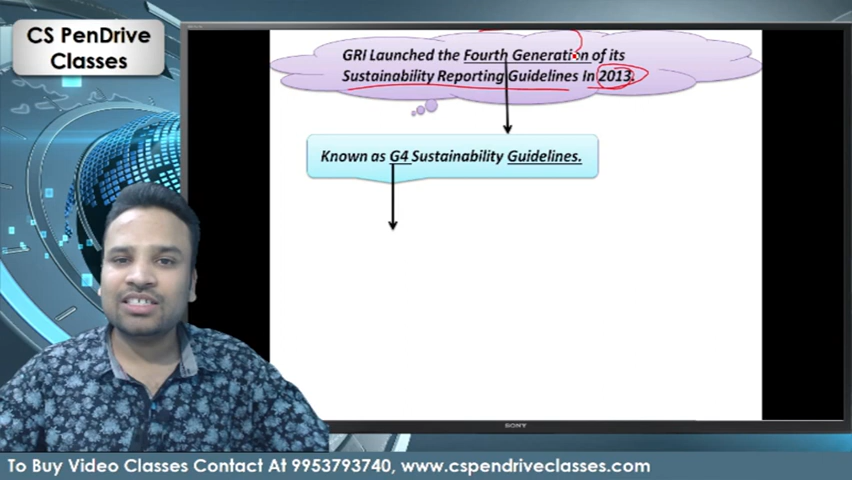 CS PenDrive
Classes
GRI Launched the Fourth Generation of its
Sustainability Reporting Guidelines In 2013.
Known as G4 Sustainability Guidelines.
SONY
To Buy Video Classes Contact At 9953793740, www.cspendriveclasses.com